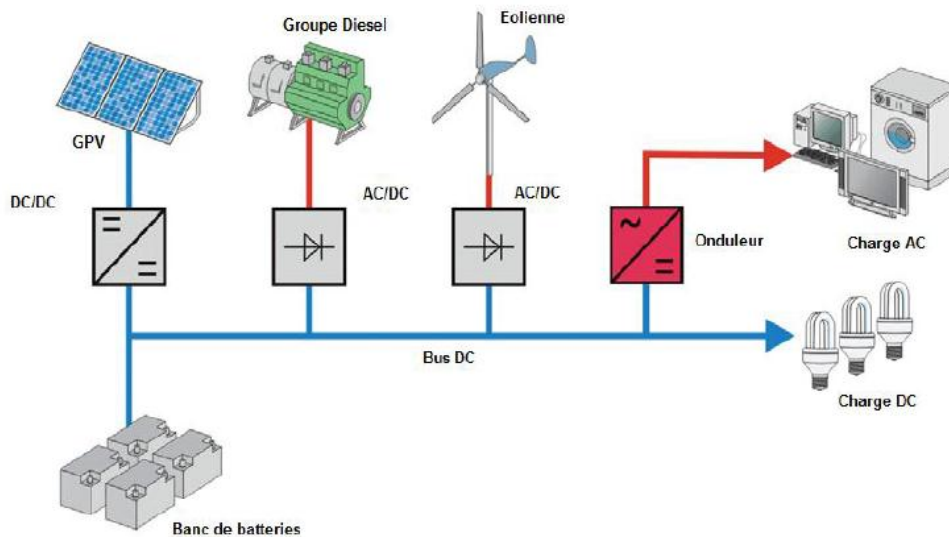 Groupe Diesel
Eolienne
GPV
DC/DC
AC/DC
AC/DC
Onduleur
Charge AC
Bus DC
Charge DC
Banc de batteries